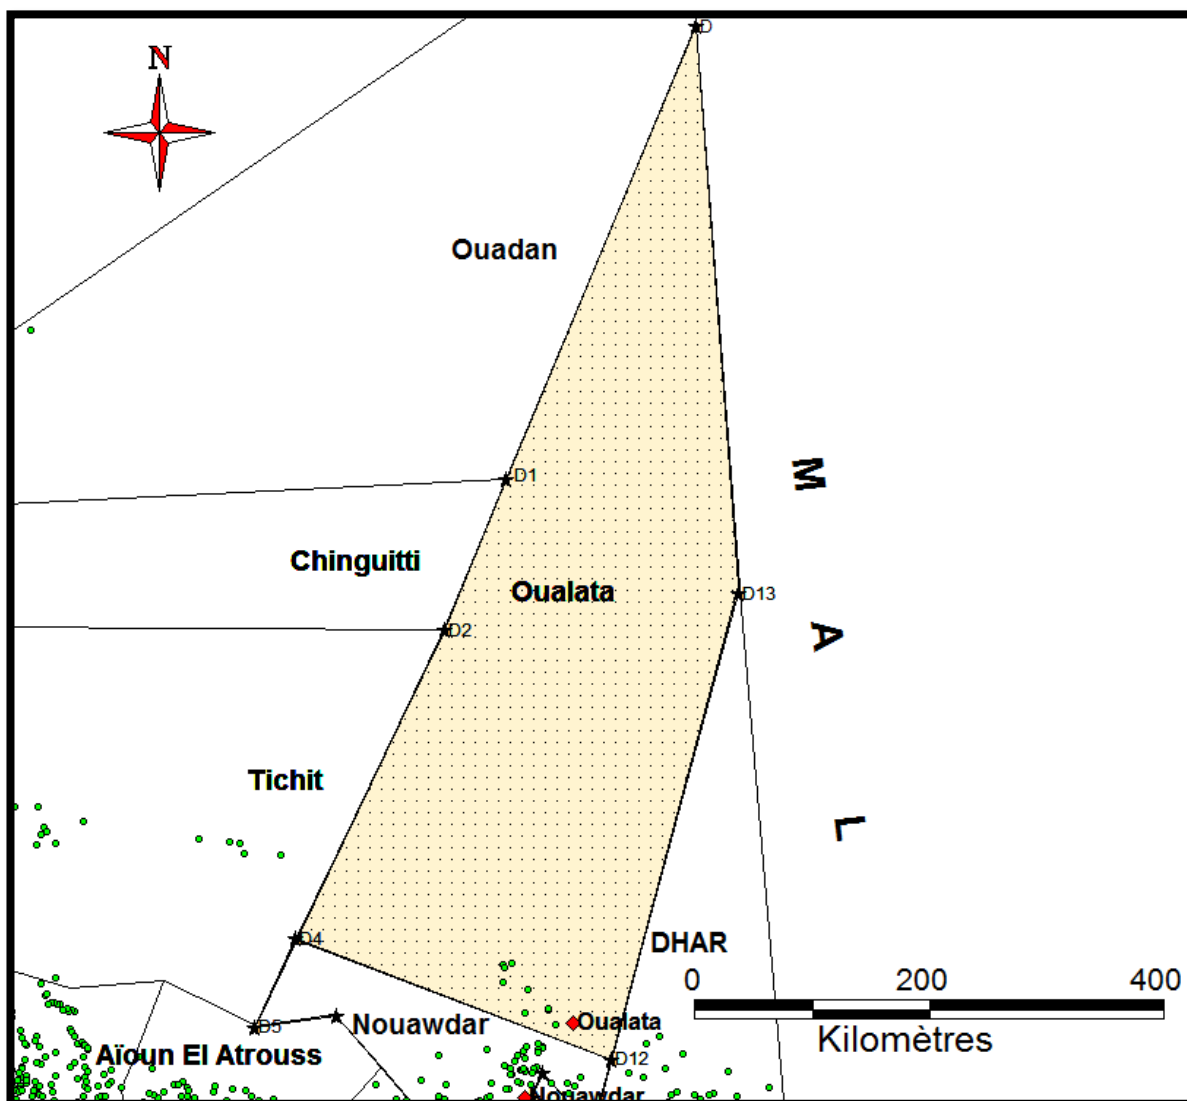 D
N
Ouadan
M
D1
Chinguitti
Oualata
D13
A
D2
Tichit
L
D4
DHAR
0 200 400
Kilomètres
D5
Nouawdar
Oualata
Aïoun El Atrouss
D12
Nouawdar